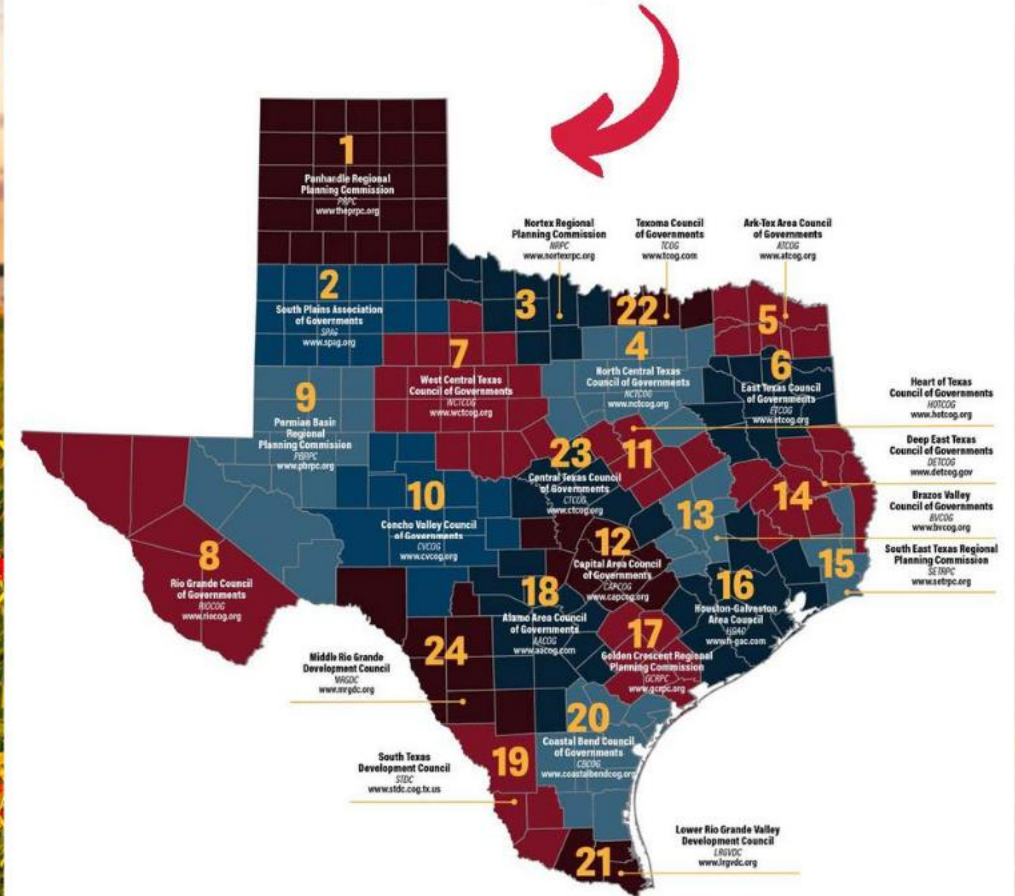 1
Panhandle Regional
Planning Commission
PRPC
www.theprpc.org
Nortex Regional
Planning Commission
NRPC
www.nortexrpc.org
Texoma Council
of Governments
TCOG
www.tcog.com
Ark-Tex Area Council
of Governments
ATCOG
www.atcog.org
2
South Plains Association
of Governments
SPAG
www.spag.org
3
22
5
4
North Central Texas
Council of Governments
NCTCOG
www.nctcog.org
6
East Texas Council
of Governments
ETCOG
www.etcog.org
7
West Central Texas
Council of Governments
WCTCOG
www.wctcog.org
9
Permian Basin
Regional
Planning Commission
PBRPC
www.pbrpc.org
Heart of Texas
Council of Governments
HOTCOG
www.hotcog.org
11
23
Central Texas Council
of Governments
CTCOG
www.ctcog.org
Deep East Texas
Council of Governments
DETCOG
www.detcog.gov
14
10
Concho Valley Council
of Governments
CVCOG
www.cvcog.org
13
Brazos Valley
Council of Governments
BVCOG
www.bvcog.org
8
Rio Grande Council
of Governments
RIOCOG
www.riocog.org
12
Capital Area Council
of Governments
CAPCOG
www.capcog.org
15
South East Texas Regional
Planning Commission
SETRPC
www.setrpc.org
18
Alamo Area Council
of Governments
AACOG
www.aacog.com
16
Houston-Galveston
Area Council
HGAC
www.h-gac.com
17
Golden Crescent Regional
Planning Commission
GCRPC
www.gcrpc.org
24
Middle Rio Grande
Development Council
MRGDC
www.mrgdc.org
20
Coastal Bend Council
of Governments
CBCOG
www.coastalbendcog.org
19
South Texas
Development Council
STDC
www.stdc.cog.tx.us
21
Lower Rio Grande Valley
Development Council
LRGVDC
www.lrgvdc.org